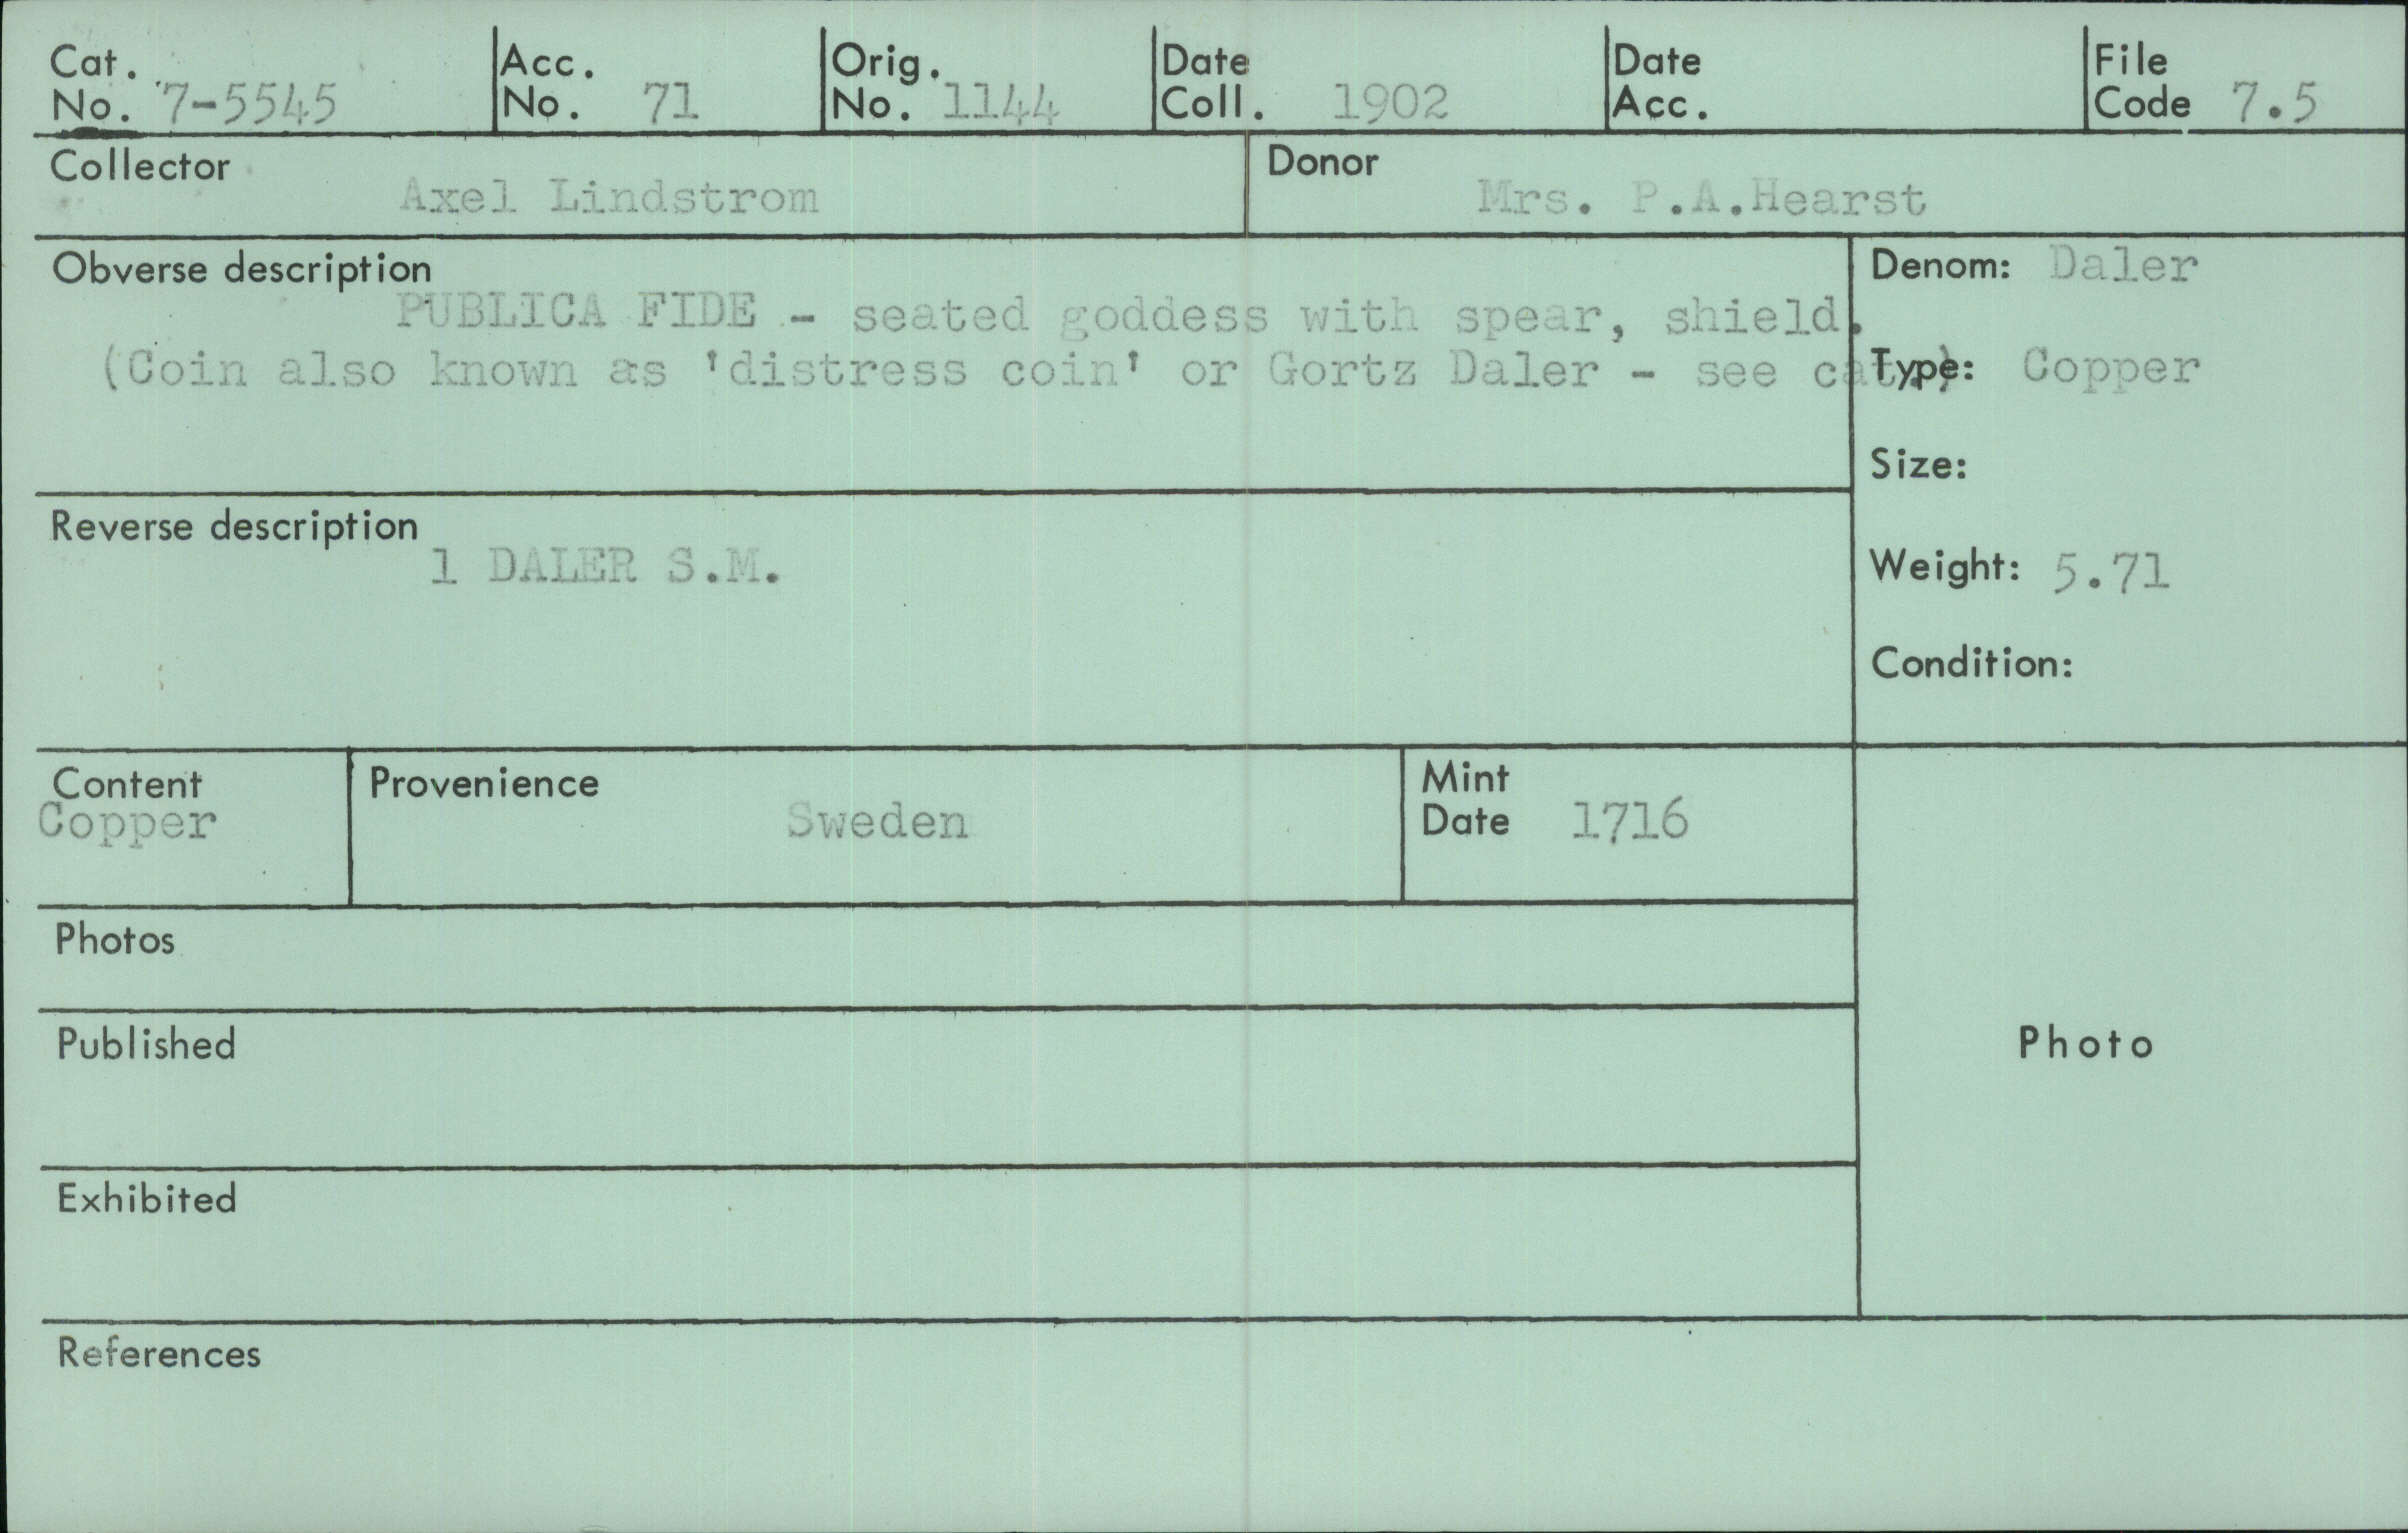 Cat. No. 7-5545
Acc. No. 71
Orig. No. 1144
Date Coll. 1902
Date Acc.
File Code 7.5
Collector Axel Lindstrom
Donor Mrs. P.A.Hearst
Obverse description
PUBLICA FIDE - seated goddess with spear, shield.
(Coin also known as 'distress coin' or Gortz Daler - see cat.)
Denom: Daler
Type: Copper
Size:
Weight: 5.71
Condition:
Reverse description
1 DALER S.M.
Content
Copper
Provenience
Sweden
Mint Date 1716
Photos
Published
Photo
Exhibited
References